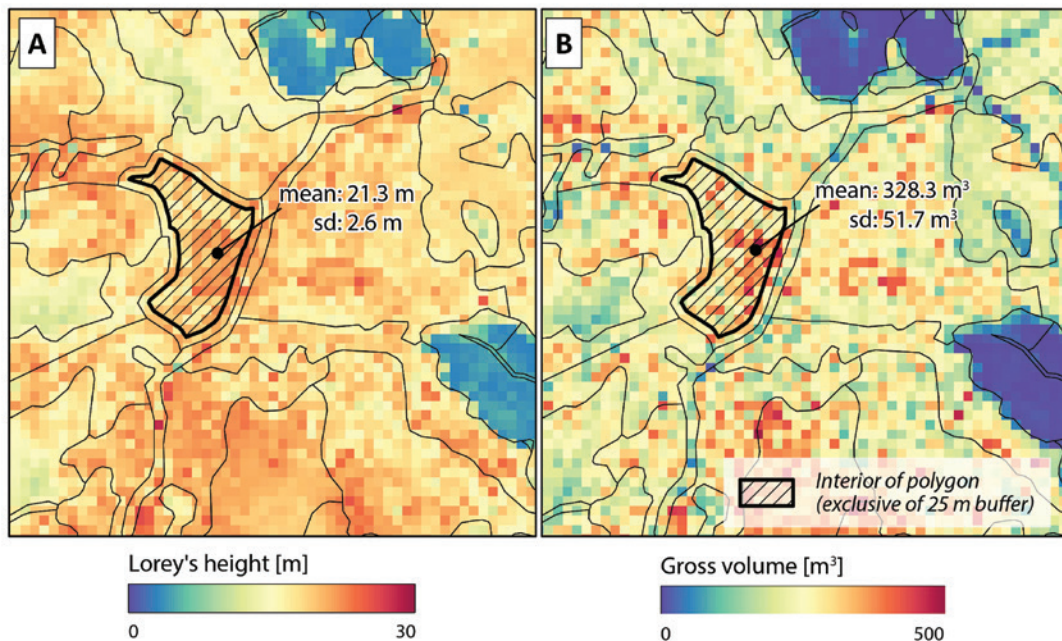 A
B
mean: 21.3 m
sd: 2.6 m
mean: 328.3 m³
sd: 51.7 m³
Interior of polygon
(exclusive of 25 m buffer)
Lorey's height [m]
0
30
Gross volume [m³]
0
500